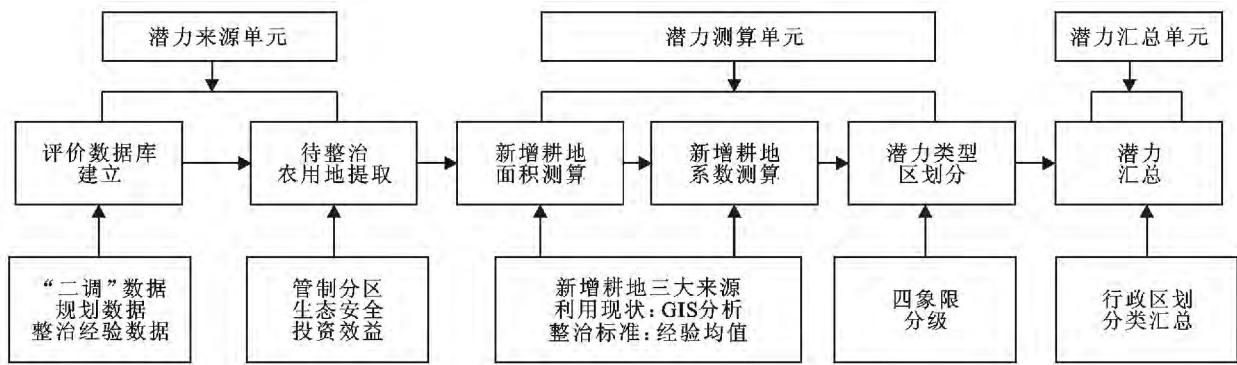 潜力来源单元
潜力测算单元
潜力汇总单元
评价数据库
建立
待整治
农用地提取
新增耕地
面积测算
新增耕地
系数测算
潜力类型
区划分
潜力
汇总
“二调”数据
规划数据
整治经验数据
管制分区
生态安全
投资效益
新增耕地三大来源
利用现状:GIS分析
整治标准:经验均值
四象限
分级
行政区划
分类汇总